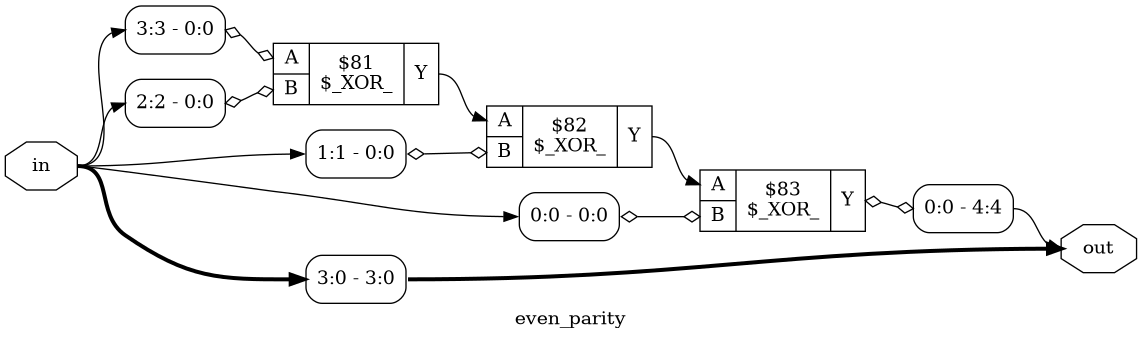 in
3:3 - 0:0
2:2 - 0:0
A
B
$81
$_XOR_
Y
1:1 - 0:0
A
B
$82
$_XOR_
Y
0:0 - 0:0
A
B
$83
$_XOR_
Y
0:0 - 4:4
3:0 - 3:0
out
even_parity